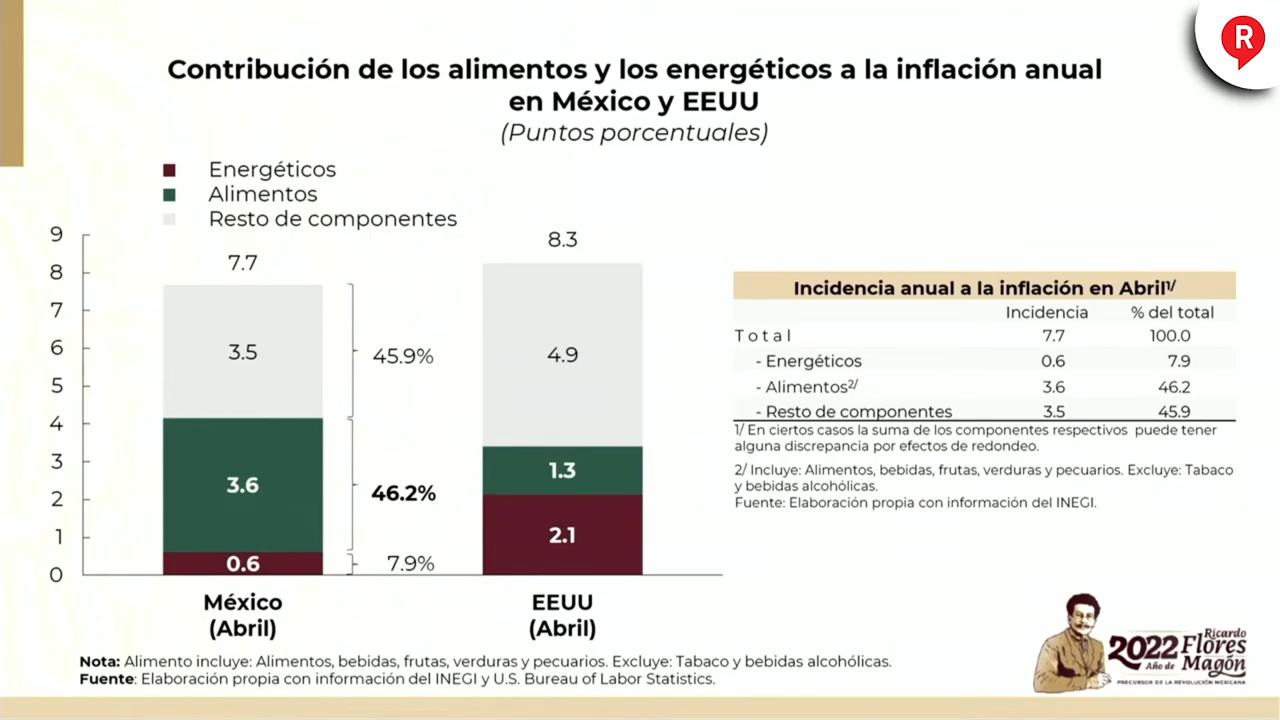 R
Contribución de los alimentos y los energéticos a la inflación anual
en México y EEUU
(Puntos porcentuales)
Energéticos
Alimentos
Resto de componentes
9
8
7
6
5
4
3
2
1
0
7.7
3.5
3.6
0.6
45.9%
46.2%
7.9%
8.3
4.9
1.3
2.1
México
(Abril)
EEUU
(Abril)
Incidencia anual a la inflación en Abril1/
Incidencia % del total
Total 7.7 100.0
- Energéticos 0.6 7.9
- Alimentos2/ 3.6 46.2
- Resto de componentes 3.5 45.9
1/ En ciertos casos la suma de los componentes respectivos puede tener
alguna discrepancia por efectos de redondeo.
2/ Incluye: Alimentos, bebidas, frutas, verduras y pecuarios. Excluye: Tabaco
y bebidas alcohólicas.
Fuente: Elaboración propia con información del INEGI.
Nota: Alimento incluye: Alimentos, bebidas, frutas, verduras y pecuarios. Excluye: Tabaco y bebidas alcohólicas.
Fuente: Elaboración propia con información del INEGI y U.S. Bureau of Labor Statistics.
2022
Año de
Ricardo
Flores
Magón
PRECURSOR DE LA REVOLUCIÓN MEXICANA